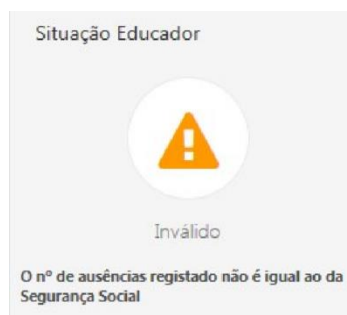 Situação Educador
Inválido
O nº de ausências registado não é igual ao da
Segurança Social